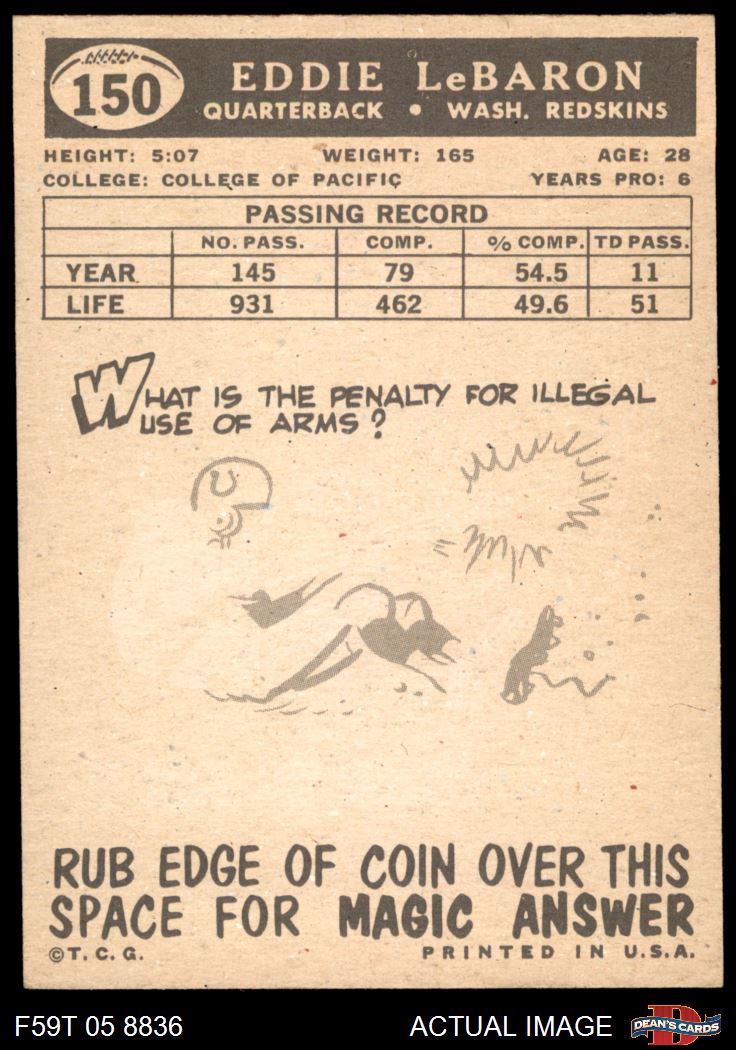 150
EDDIE LeBARON
QUARTERBACK • WASH. REDSKINS
HEIGHT: 5:07 WEIGHT: 165 AGE: 28
COLLEGE: COLLEGE OF PACIFIC YEARS PRO: 6
PASSING RECORD
NO. PASS. COMP. % COMP. TD PASS.
YEAR 145 79 54.5 11
LIFE 931 462 49.6 51
WHAT IS THE PENALTY FOR ILLEGAL
USE OF ARMS?
RUB EDGE OF COIN OVER THIS
SPACE FOR MAGIC ANSWER
©T. C. G. PRINTED IN U.S.A.
F59T 05 8836 ACTUAL IMAGE DEAN'S CARDS